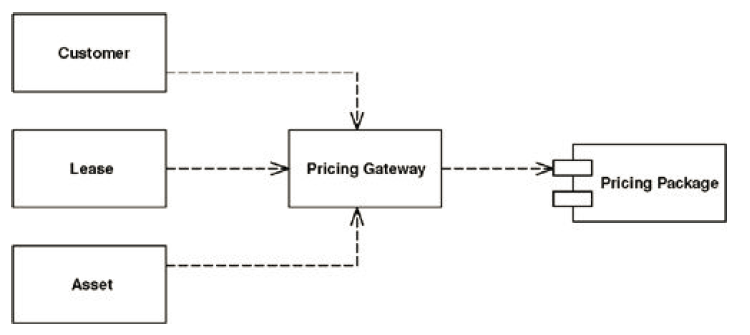 Customer
Lease
Pricing Gateway
Pricing Package
Asset